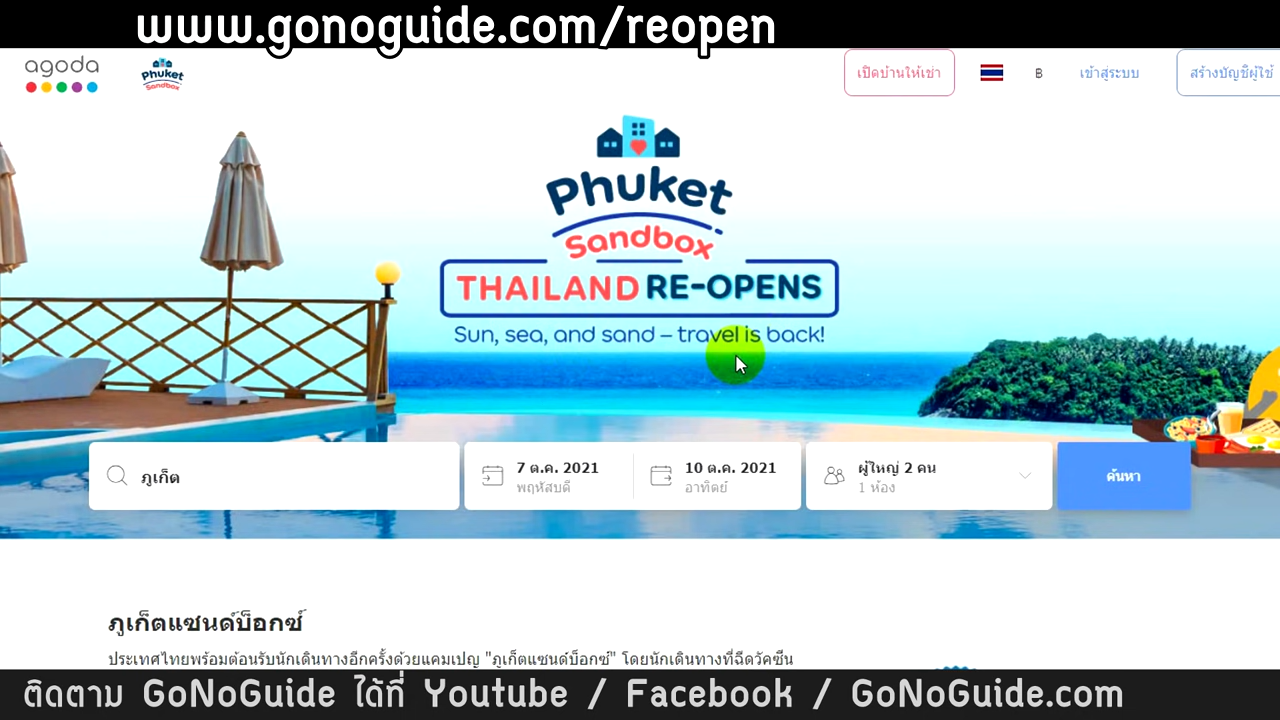 www.gonoguide.com/reopen
agoda
Phuket
Sandbox
เปิดบ้านให้เช่า
฿
เข้าสู่ระบบ
สร้างบัญชีผู้ใช้
Phuket
Sandbox
THAILAND RE-OPENS
Sun, sea, and sand – travel is back!
ภูเก็ต
7 ต.ค. 2021
พฤหัสบดี
10 ต.ค. 2021
อาทิตย์
ผู้ใหญ่ 2 คน
1 ห้อง
ค้นหา
ภูเก็ตแซนด์บ็อกซ์
ประเทศไทยพร้อมต้อนรับนักเดินทางอีกครั้งด้วยแคมเปญ "ภูเก็ตแซนด์บ็อกซ์" โดยนักเดินทางที่ฉีดวัคซีน
ติดตาม GoNoGuide ได้ที่ Youtube / Facebook / GoNoGuide.com